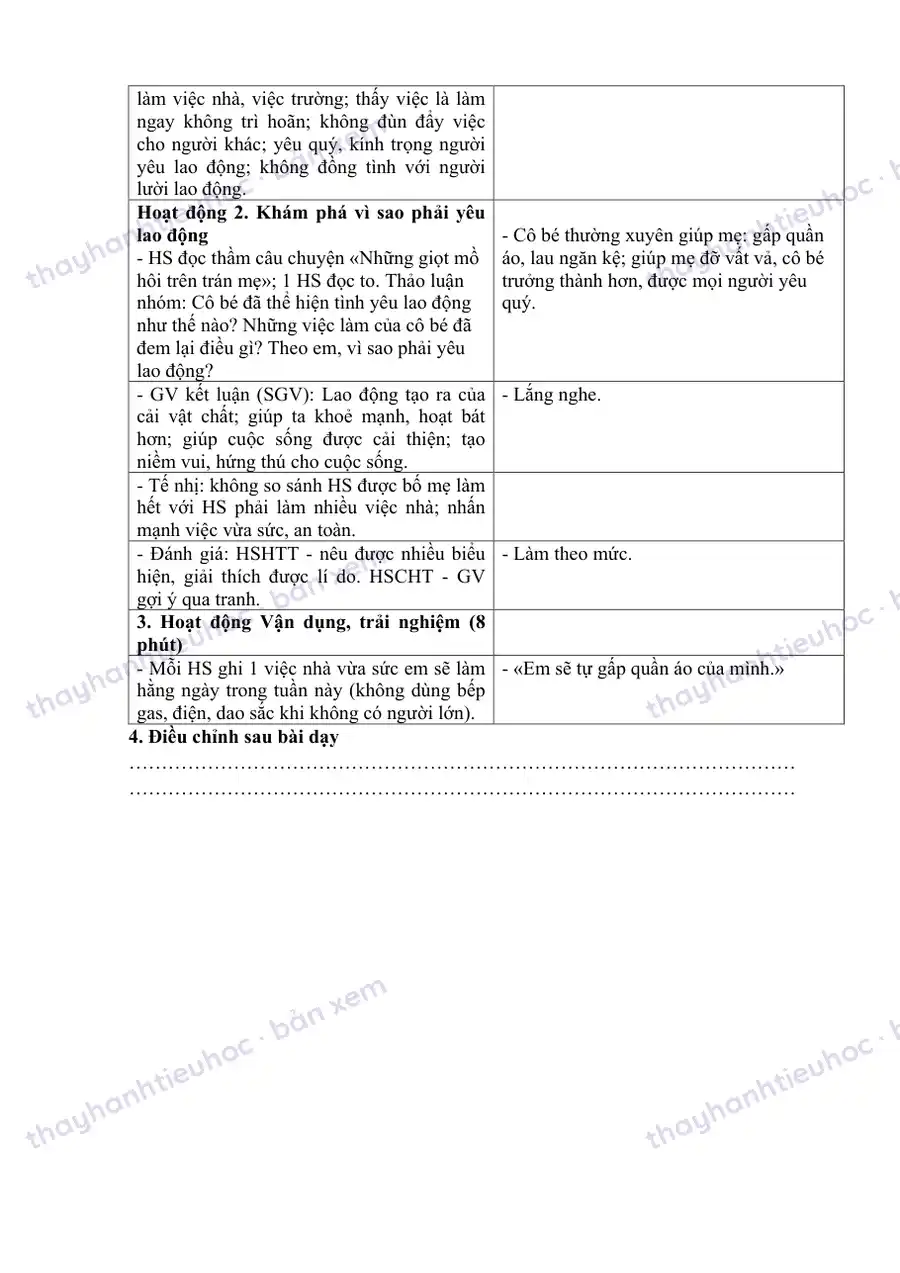 làm việc nhà, việc trường; thấy việc là làm
ngay không trì hoãn; không đùn đẩy việc
cho người khác; yêu quý, kính trọng người
yêu lao động; không đồng tình với người
lười lao động.
Hoạt động 2. Khám phá vì sao phải yêu
lao động
- HS đọc thầm câu chuyện «Những giọt mồ
hôi trên trán mẹ»; 1 HS đọc to. Thảo luận
nhóm: Cô bé đã thể hiện tình yêu lao động
như thế nào? Những việc làm của cô bé đã
đem lại điều gì? Theo em, vì sao phải yêu
lao động?
- Cô bé thường xuyên giúp mẹ: gấp quần
áo, lau ngăn kệ; giúp mẹ đỡ vất vả, cô bé
trưởng thành hơn, được mọi người yêu
quý.
- GV kết luận (SGV): Lao động tạo ra của
cải vật chất; giúp ta khoẻ mạnh, hoạt bát
hơn; giúp cuộc sống được cải thiện; tạo
niềm vui, hứng thú cho cuộc sống.
- Lắng nghe.
- Tế nhị: không so sánh HS được bố mẹ làm
hết với HS phải làm nhiều việc nhà; nhấn
mạnh việc vừa sức, an toàn.
- Đánh giá: HSHTT - nêu được nhiều biểu
hiện, giải thích được lí do. HSCHT - GV
gợi ý qua tranh.
- Làm theo mức.
3. Hoạt động Vận dụng, trải nghiệm (8
phút)
- Mỗi HS ghi 1 việc nhà vừa sức em sẽ làm
hằng ngày trong tuần này (không dùng bếp
gas, điện, dao sắc khi không có người lớn).
- «Em sẽ tự gấp quần áo của mình.»
4. Điều chỉnh sau bài dạy
thayhanhtieuhoc · bản xem
thayhanhtieuhoc · b
thayhanhtieuhoc · bản xem
thayhanhtieuhoc · b
thayhanhtieuhoc · bản xem
thayhanhtieuhoc · b